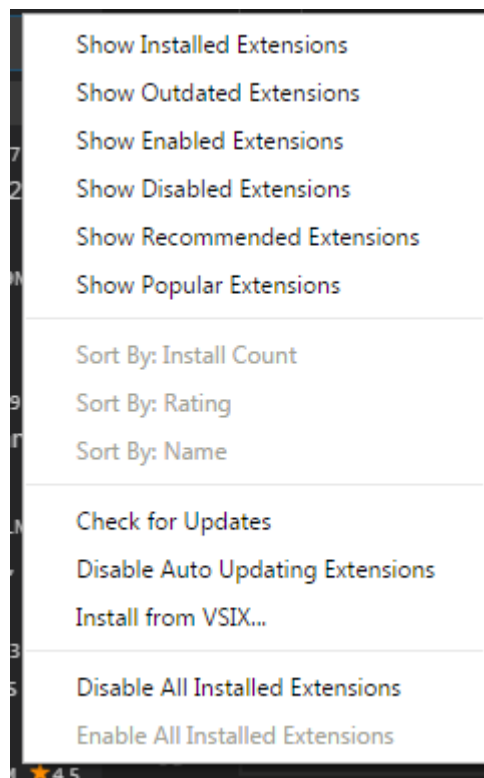 Show Installed Extensions
Show Outdated Extensions
Show Enabled Extensions
Show Disabled Extensions
Show Recommended Extensions
Show Popular Extensions
Sort By: Install Count
Sort By: Rating
Sort By: Name
Check for Updates
Disable Auto Updating Extensions
Install from VSIX...
Disable All Installed Extensions
Enable All Installed Extensions
4.5